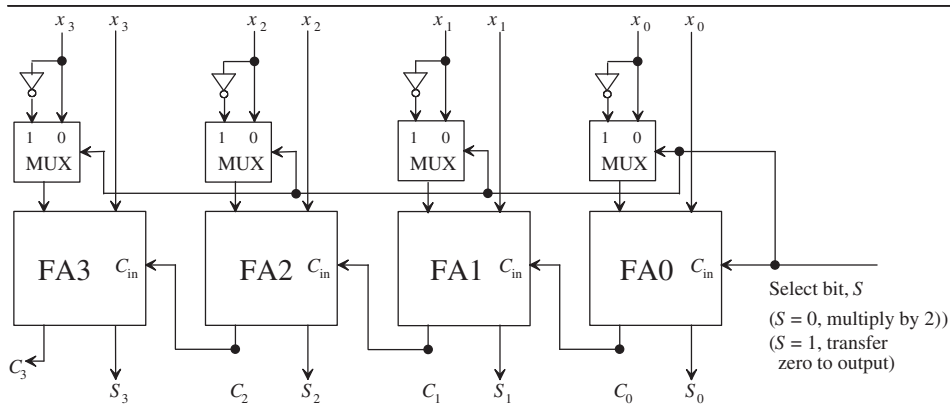 x3 x3 x2 x2 x1 x1 x0 x0
1 0 1 0 1 0 1 0
MUX MUX MUX MUX
FA3 Cin FA2 Cin FA1 Cin FA0 Cin
Select bit, S
(S = 0, multiply by 2))
(S = 1, transfer
zero to output)
C3 S3 C2 S2 C1 S1 C0 S0